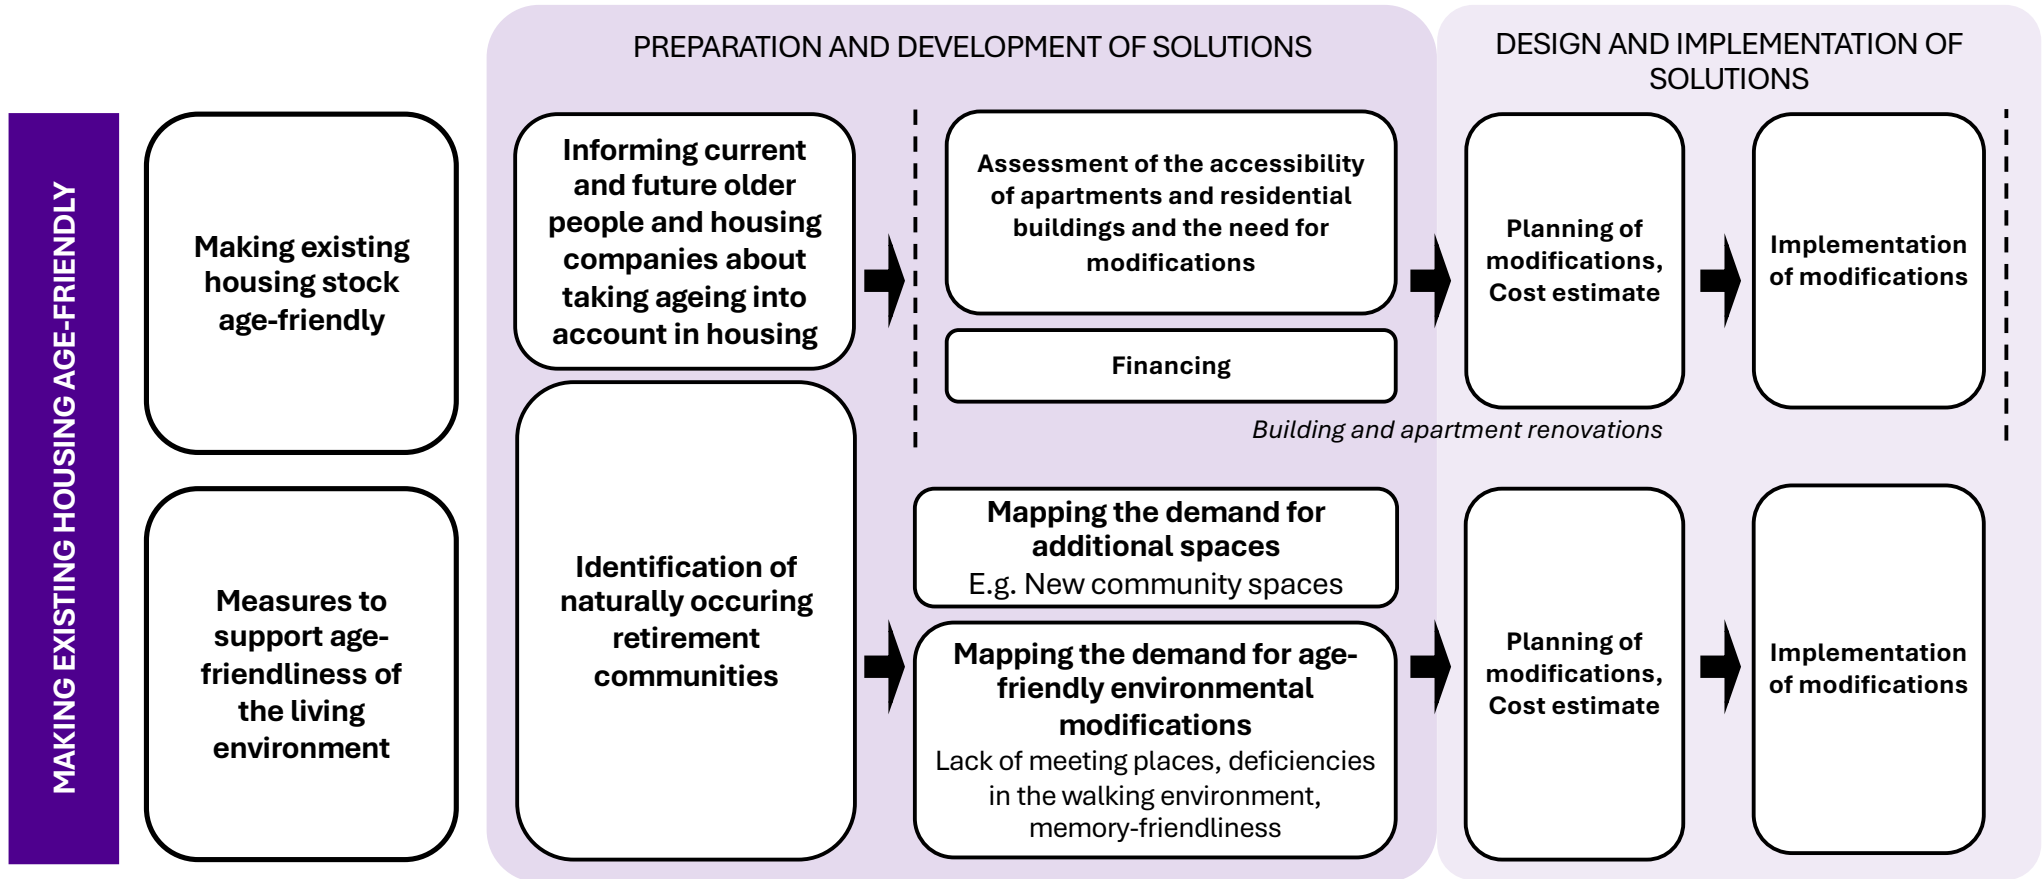 MAKING EXISTING HOUSING AGE-FRIENDLY
PREPARATION AND DEVELOPMENT OF SOLUTIONS
DESIGN AND IMPLEMENTATION OF
SOLUTIONS
Making existing
housing stock
age-friendly
Informing current
and future older
people and housing
companies about
taking ageing into
account in housing
Assessment of the accessibility
of apartments and residential
buildings and the need for
modifications
Financing
Planning of
modifications,
Cost estimate
Implementation
of modifications
Building and apartment renovations
Measures to
support age-
friendliness of
the living
environment
Identification of
naturally occuring
retirement
communities
Mapping the demand for
additional spaces
E.g. New community spaces
Mapping the demand for age-
friendly environmental
modifications
Lack of meeting places, deficiencies
in the walking environment,
memory-friendliness
Planning of
modifications,
Cost estimate
Implementation
of modifications